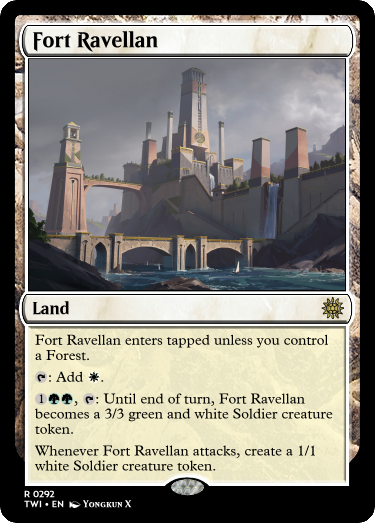 Fort Ravellan
Land
Fort Ravellan enters tapped unless you control
a Forest.
: Add .
1, : Until end of turn, Fort Ravellan
becomes a 3/3 green and white Soldier creature
token.
Whenever Fort Ravellan attacks, create a 1/1
white Soldier creature token.
R 0292
TWI • EN Yongkun X